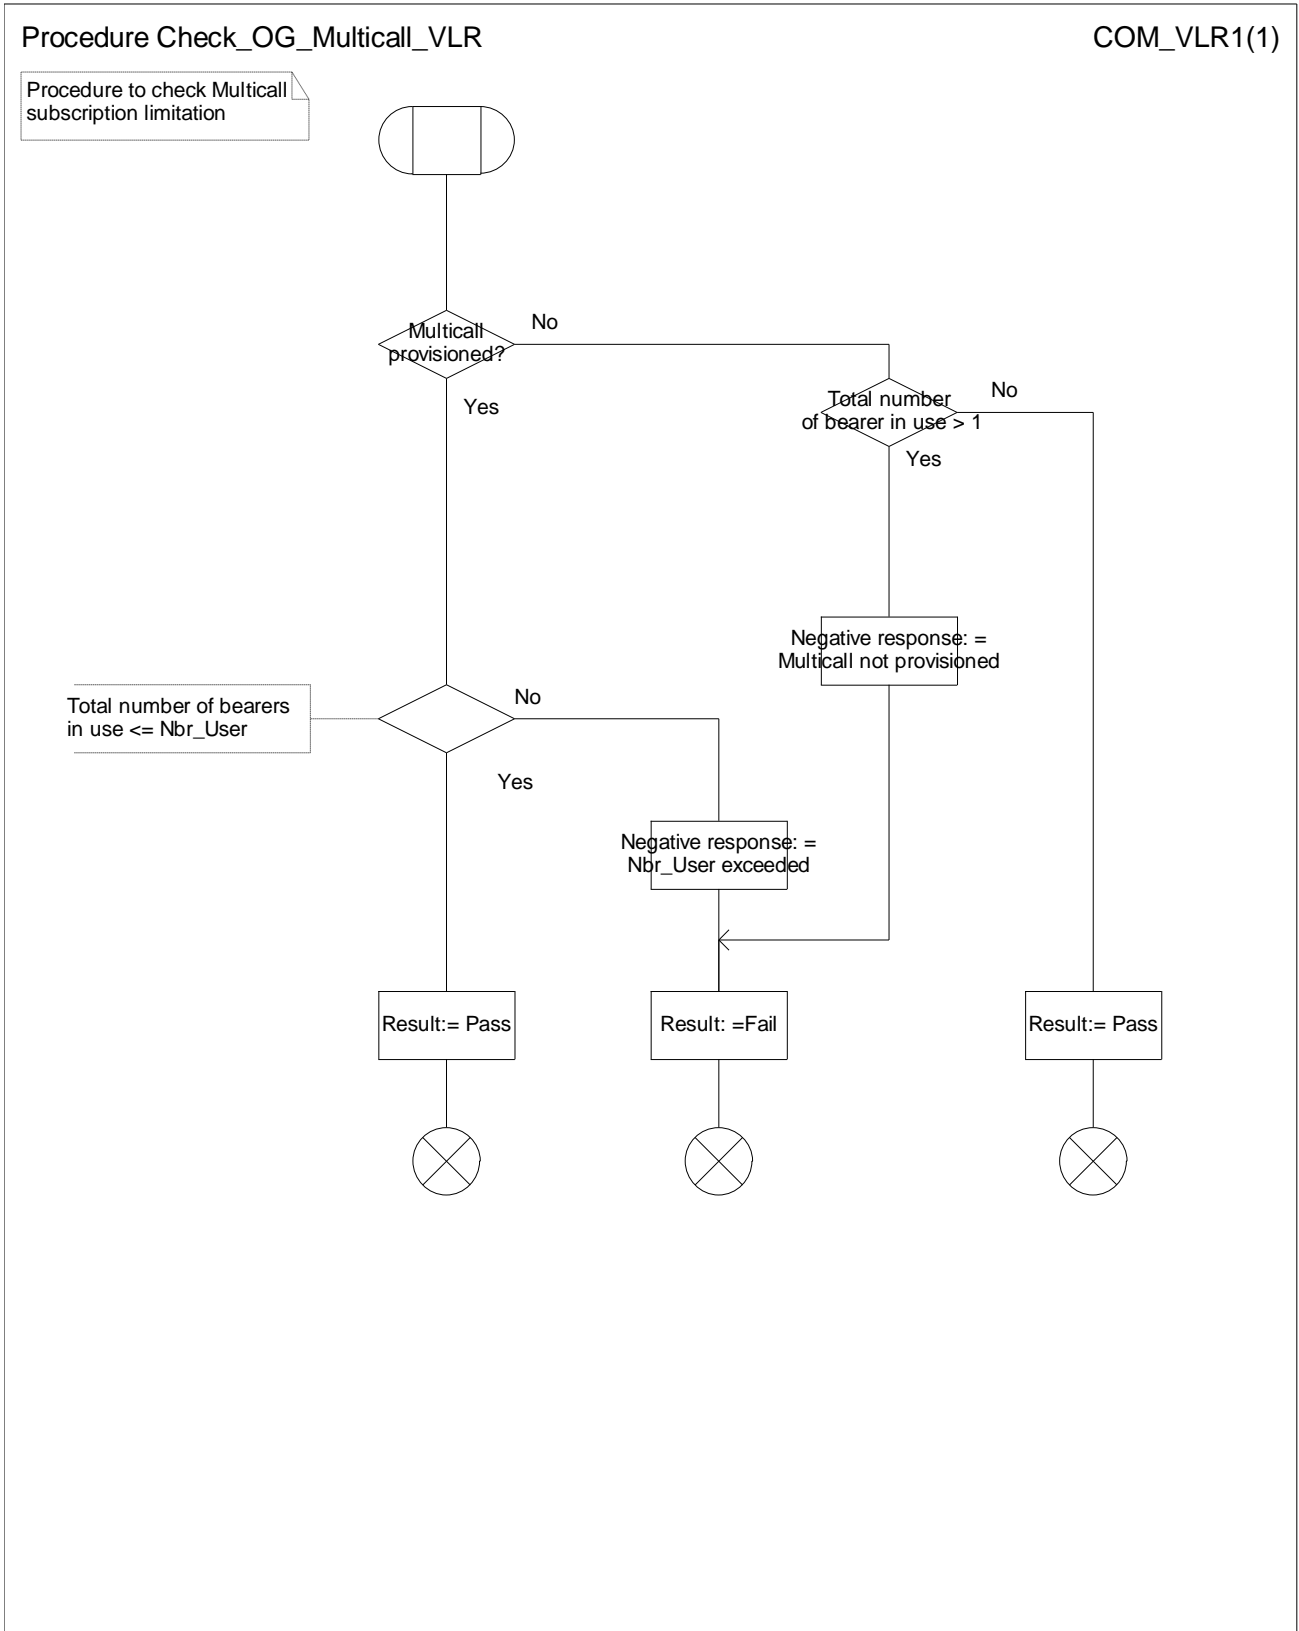 Procedure Check_OG_Multicall_VLR
COM_VLR1(1)
Procedure to check Multicall
subscription limitation
Multicall
provisioned?
No
Yes
Total number
of bearer in use > 1
No
Yes
Negative response: =
Multicall not provisioned
Total number of bearers
in use <= Nbr_User
No
Yes
Negative response: =
Nbr_User exceeded
Result:= Pass
Result: =Fail
Result:= Pass